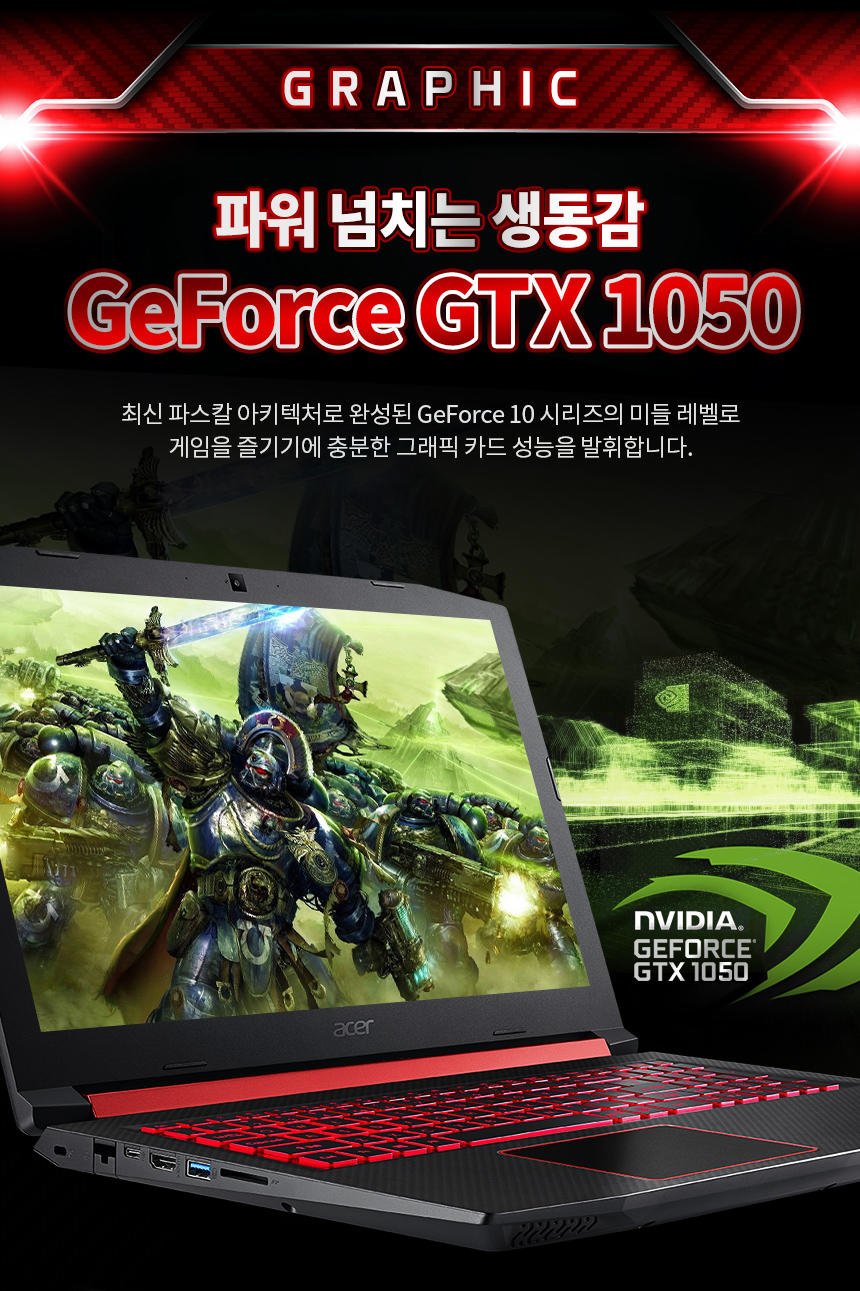 GRAPHIC
파워 넘치는 생동감
GeForce GTX 1050
최신 파스칼 아키텍처로 완성된 GeForce 10 시리즈의 미들 레벨로
게임을 즐기기에 충분한 그래픽 카드 성능을 발휘합니다.
NVIDIA®
GEFORCE®
GTX 1050
acer